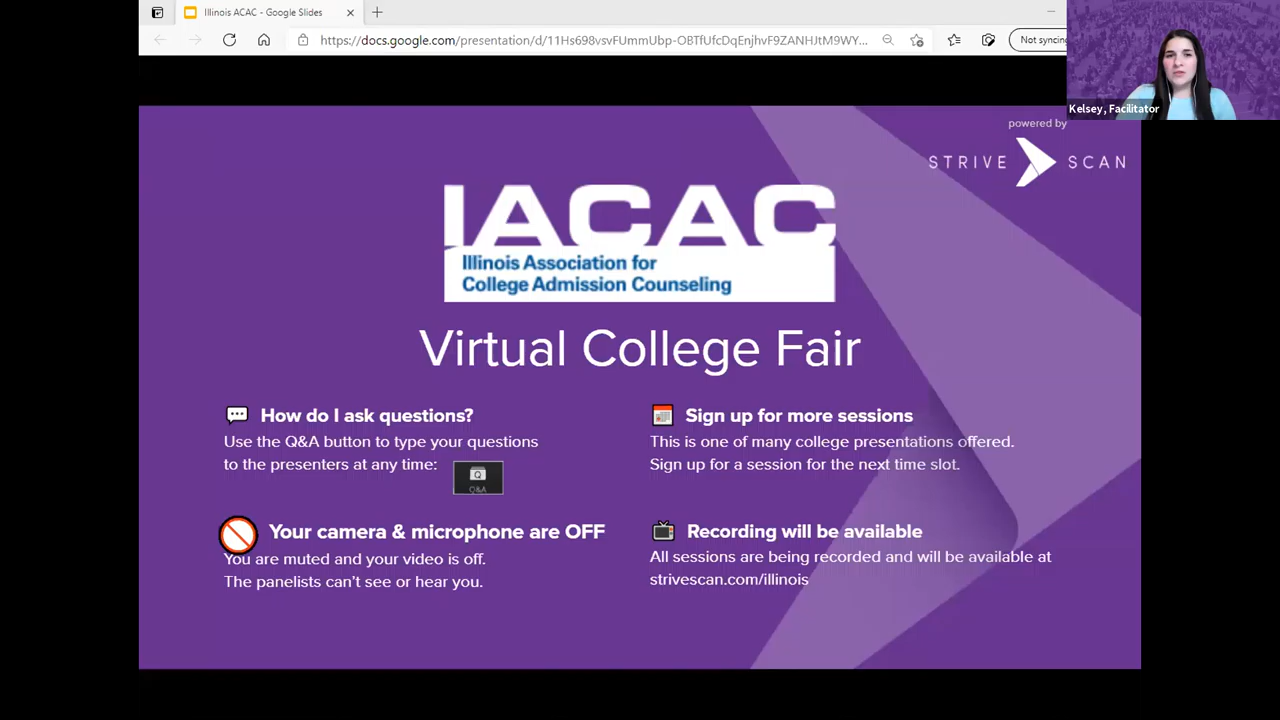 Illinois ACAC - Google Slides
https://docs.google.com/presentation/d/11Hs698vsvFUmmUbp-OBTfUfcDqEnjhvF9ZANHJtM9WY...
Not syncing
Kelsey, Facilitator
powered by
STRIVE SCAN
IACAC
Illinois Association for
College Admission Counseling
Virtual College Fair
How do I ask questions?
Use the Q&A button to type your questions
to the presenters at any time:
Q
Q&A
Sign up for more sessions
This is one of many college presentations offered.
Sign up for a session for the next time slot.
Your camera & microphone are OFF
You are muted and your video is off.
The panelists can't see or hear you.
Recording will be available
All sessions are being recorded and will be available at
strivescan.com/illinois